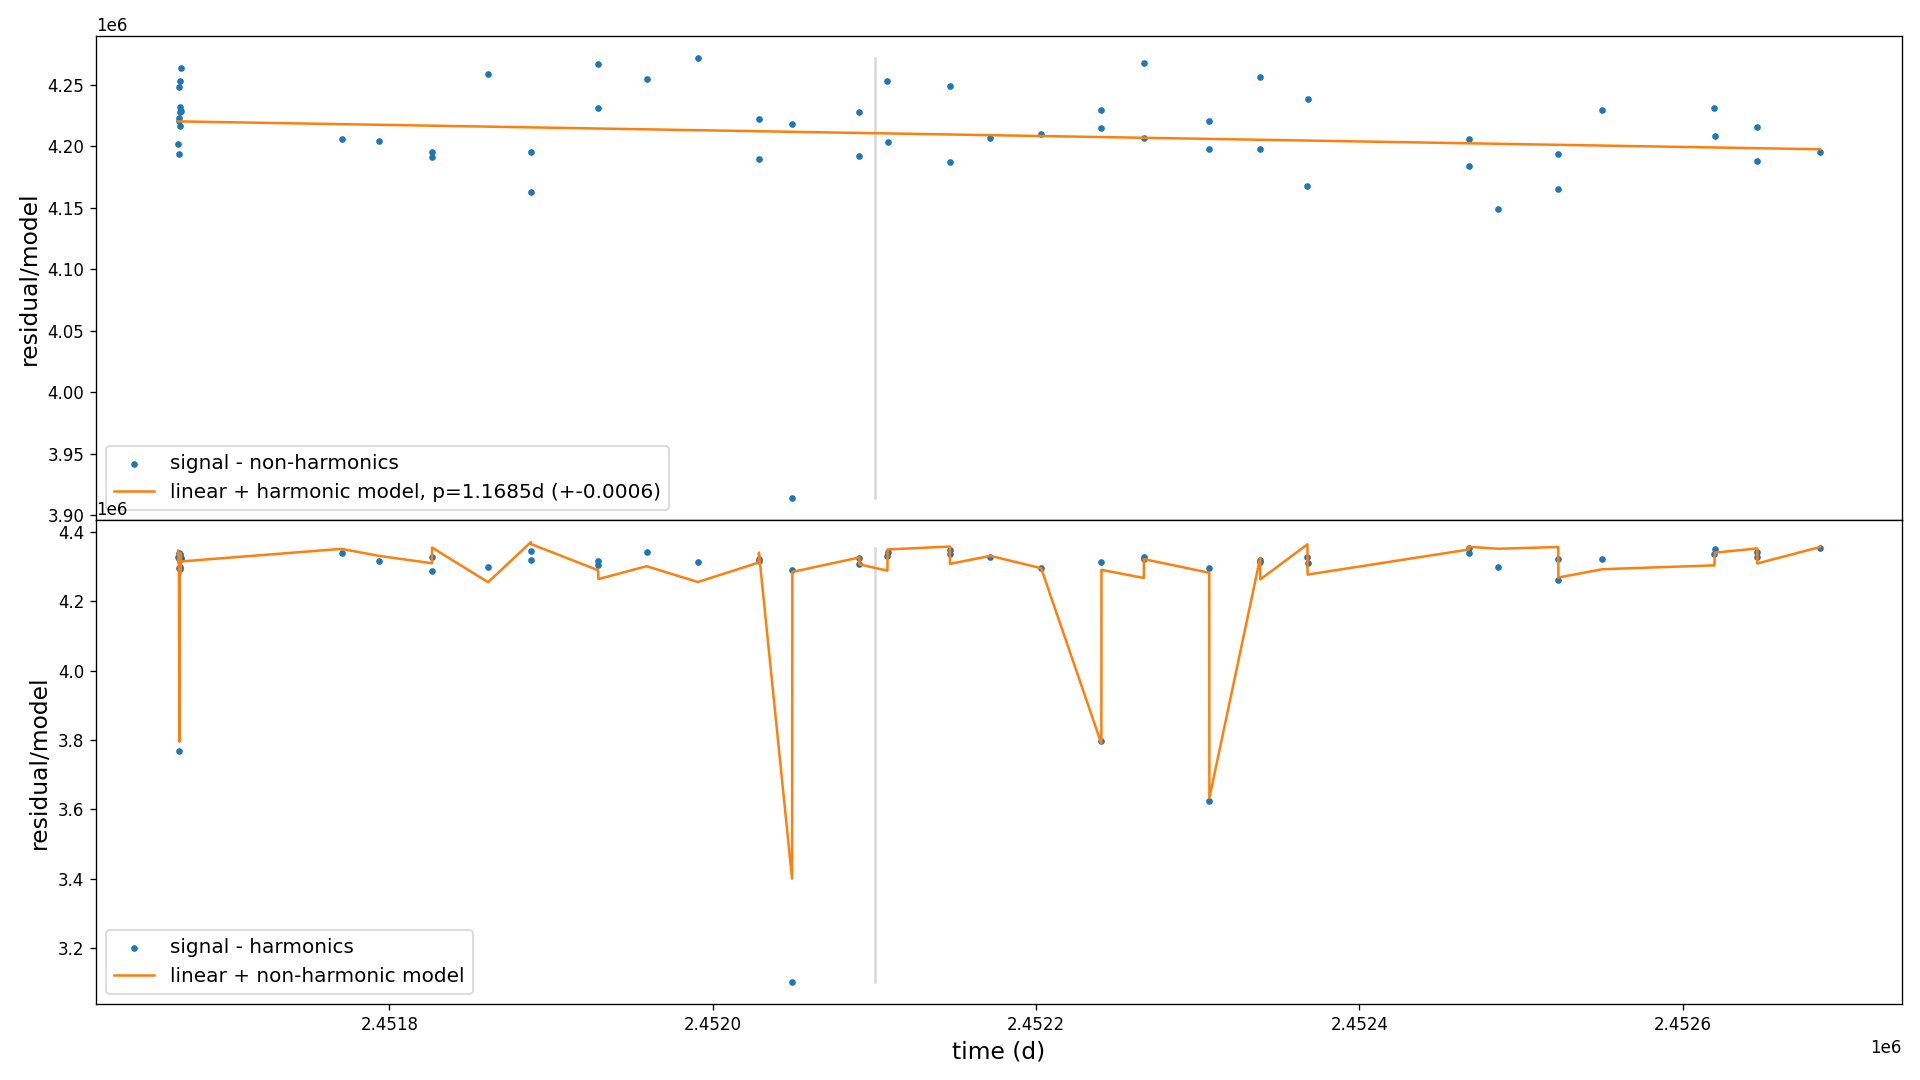 1e6
4.25
4.20
4.15
4.10
4.05
4.00
3.95
3.90
residual/model
signal - non-harmonics
linear + harmonic model, p=1.1685d (+-0.0006)
1e6
4.4
4.2
4.0
3.8
3.6
3.4
3.2
residual/model
signal - harmonics
linear + non-harmonic model
2.4518
2.4520
2.4522
2.4524
2.4526
1e6
time (d)